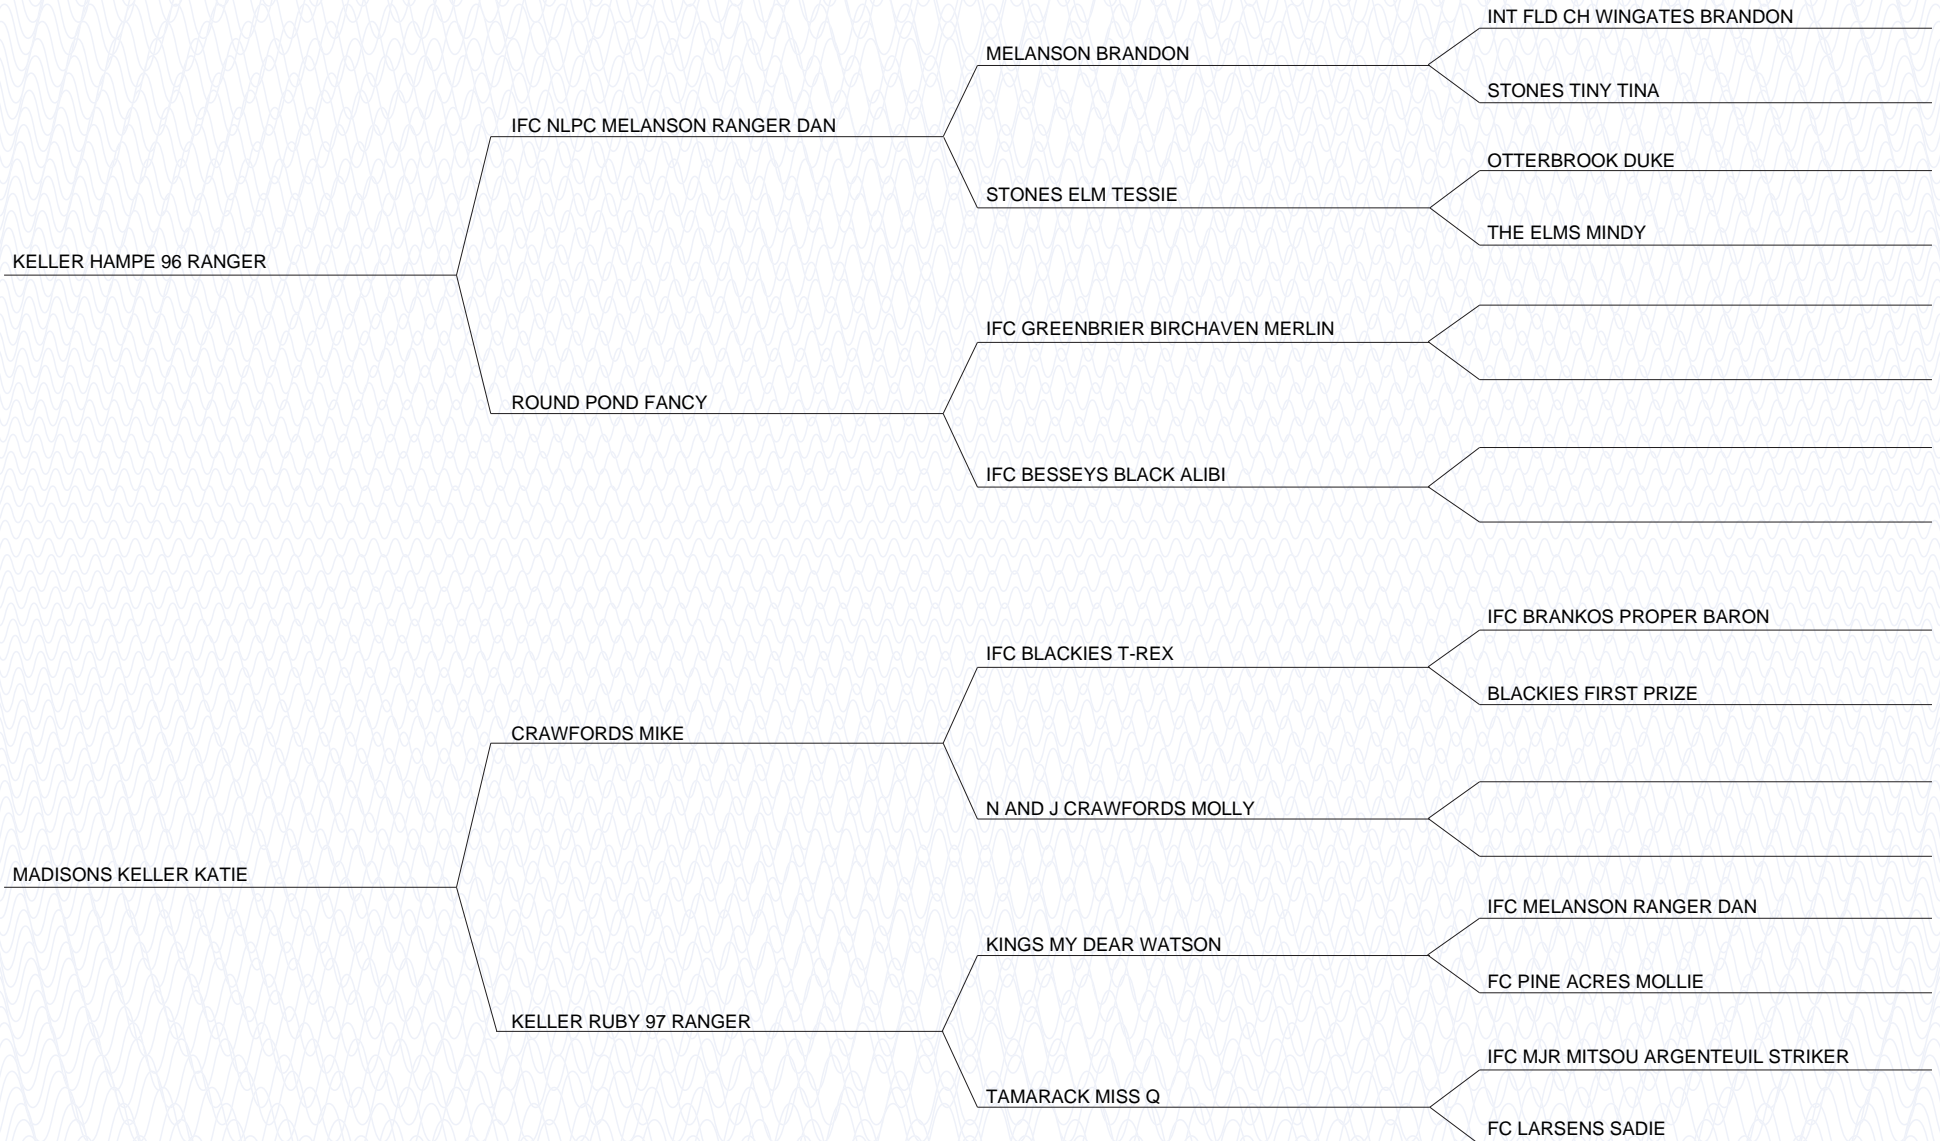 INT FLD CH WINGATES BRANDON
MELANSON BRANDON
STONES TINY TINA
IFC NLPC MELANSON RANGER DAN
OTTERBROOK DUKE
STONES ELM TESSIE
THE ELMS MINDY
KELLER HAMPE 96 RANGER
IFC GREENBRIER BIRCHAVEN MERLIN
ROUND POND FANCY
IFC BESSEYS BLACK ALIBI
IFC BRANKOS PROPER BARON
IFC BLACKIES T-REX
BLACKIES FIRST PRIZE
CRAWFORDS MIKE
N AND J CRAWFORDS MOLLY
MADISONS KELLER KATIE
IFC MELANSON RANGER DAN
KINGS MY DEAR WATSON
FC PINE ACRES MOLLIE
KELLER RUBY 97 RANGER
IFC MJR MITSOU ARGENTEUIL STRIKER
TAMARACK MISS Q
FC LARSENS SADIE